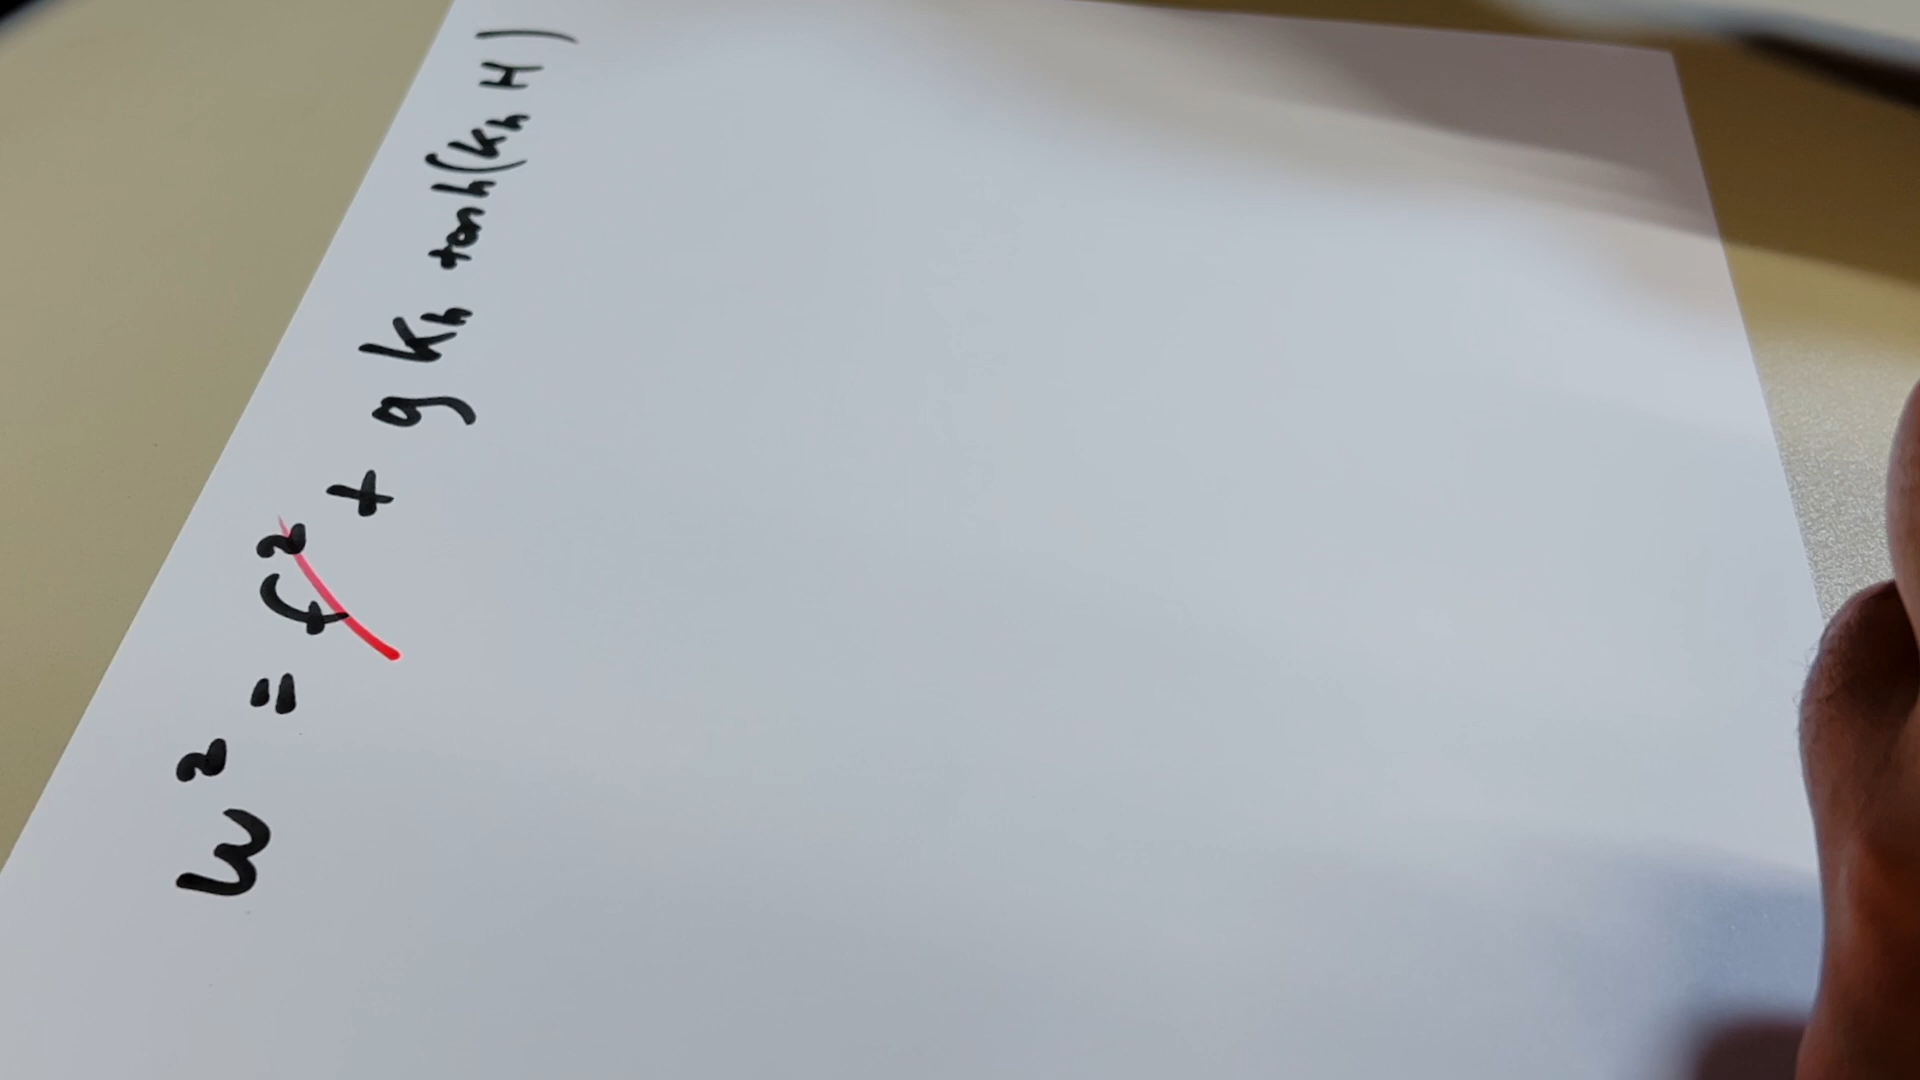 ω² = f² + g kₕ tanh(kₕ H)